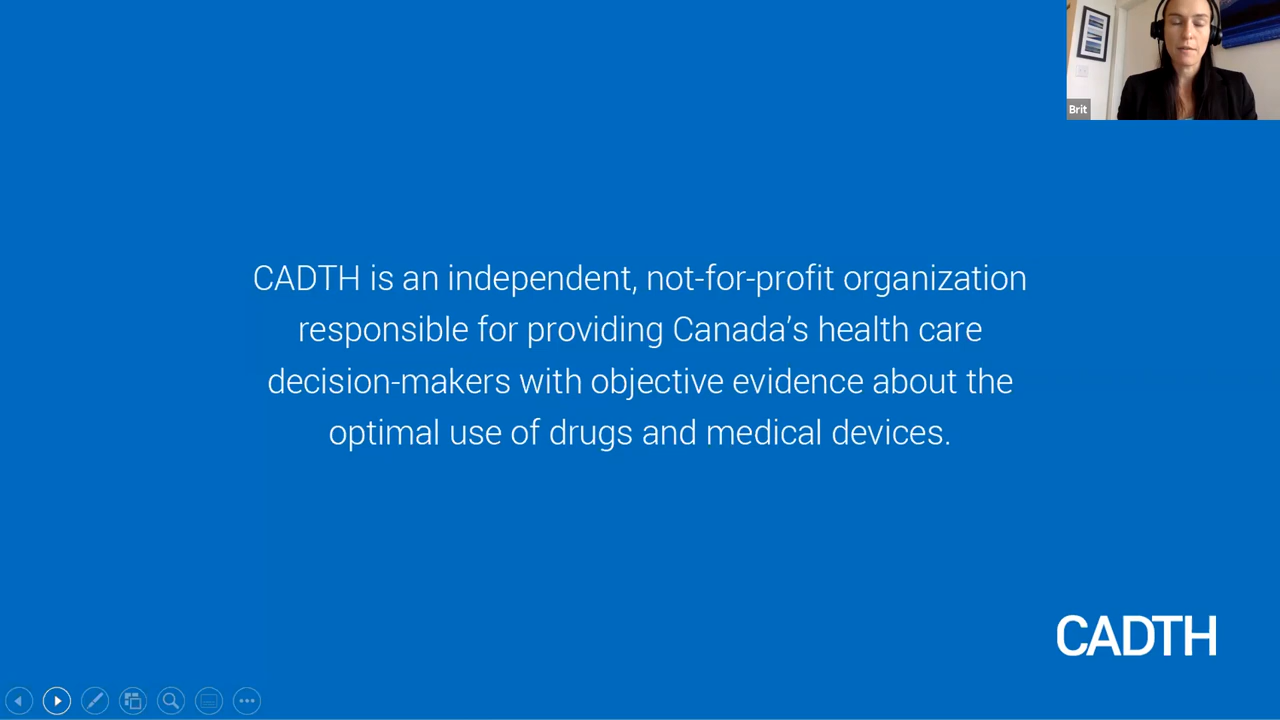 Brit
CADTH is an independent, not-for-profit organization
responsible for providing Canada’s health care
decision-makers with objective evidence about the
optimal use of drugs and medical devices.
CADTH